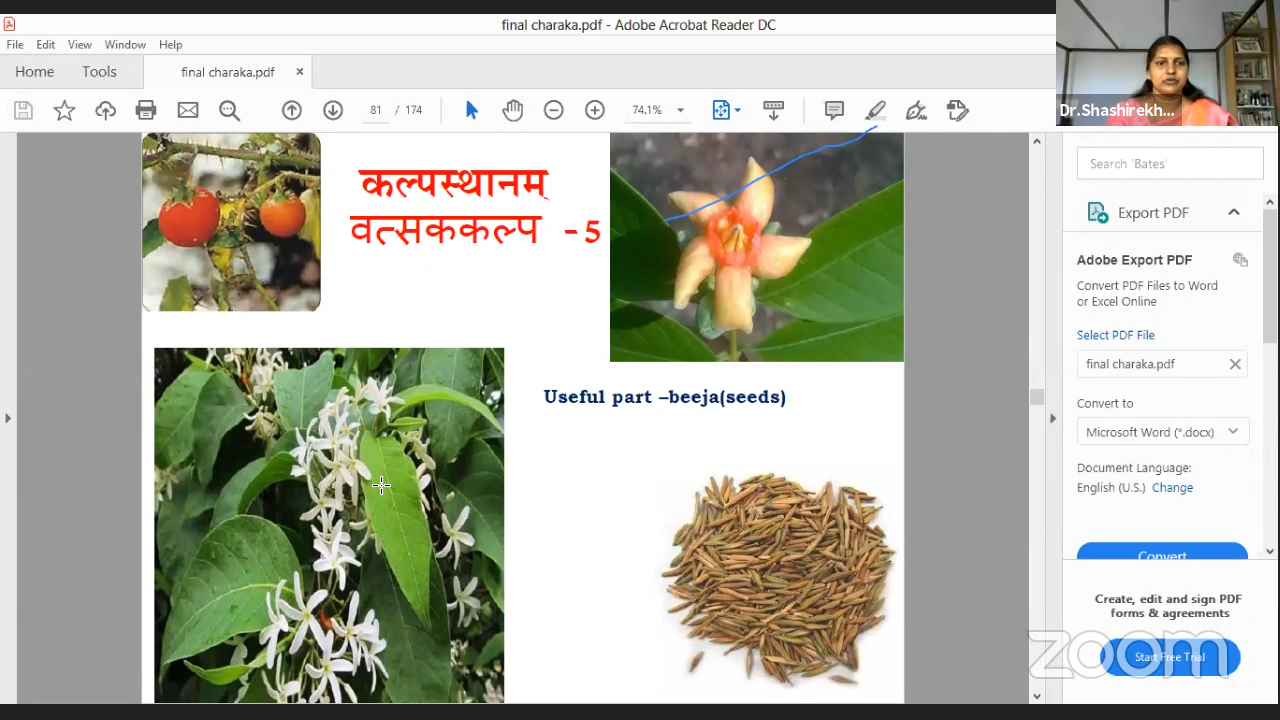 final charaka.pdf - Adobe Acrobat Reader DC
File Edit View Window Help
Home Tools final charaka.pdf
81 / 174 74.1%
Dr.Shashirekh...
कल्पस्थानम्
वत्सककल्प -5
Useful part –beeja(seeds)
Search 'Bates'
Export PDF
Adobe Export PDF
Convert PDF Files to Word
or Excel Online
Select PDF File
final charaka.pdf
Convert to
Microsoft Word (*.docx)
Document Language:
English (U.S.) Change
Convert
Create, edit and sign PDF
forms & agreements
Start Free Trial
zoom